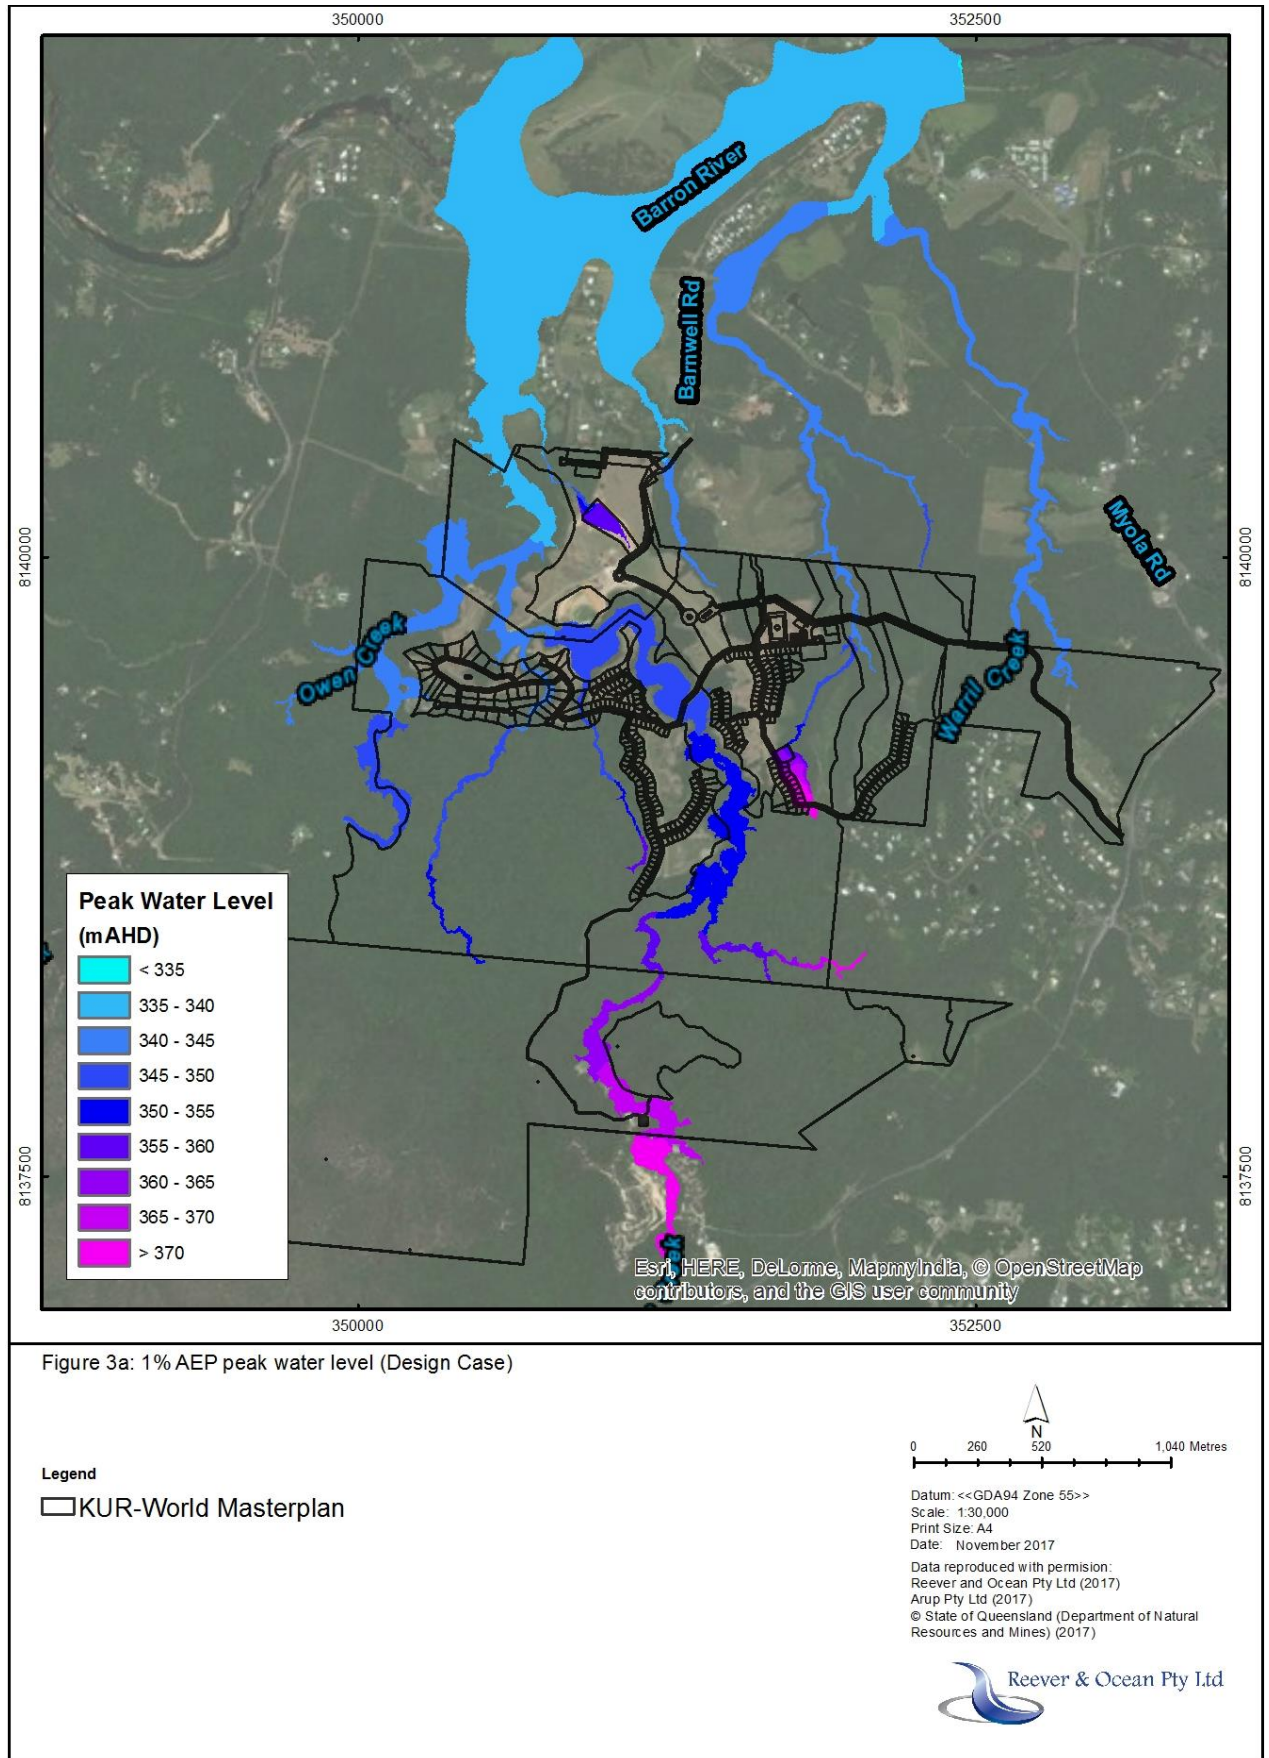 350000
352500
Barron River
Barnwell Rd
8140000
8140000
Myola Rd
Owen Creek
Warril Creek
Peak Water Level
(mAHD)
< 335
335 - 340
340 - 345
345 - 350
350 - 355
355 - 360
360 - 365
365 - 370
> 370
8137500
8137500
Esri, HERE, DeLorme, MapmyIndia, © OpenStreetMap
contributors, and the GIS user community
350000
352500
Figure 3a: 1% AEP peak water level (Design Case)
N
0 260 520 1,040 Metres
Legend
KUR-World Masterplan
Datum: <<GDA94 Zone 55>>
Scale: 1:30,000
Print Size: A4
Date: November 2017
Data reproduced with permision:
Reever and Ocean Pty Ltd (2017)
Arup Pty Ltd (2017)
© State of Queensland (Department of Natural
Resources and Mines) (2017)
Reever & Ocean Pty Ltd